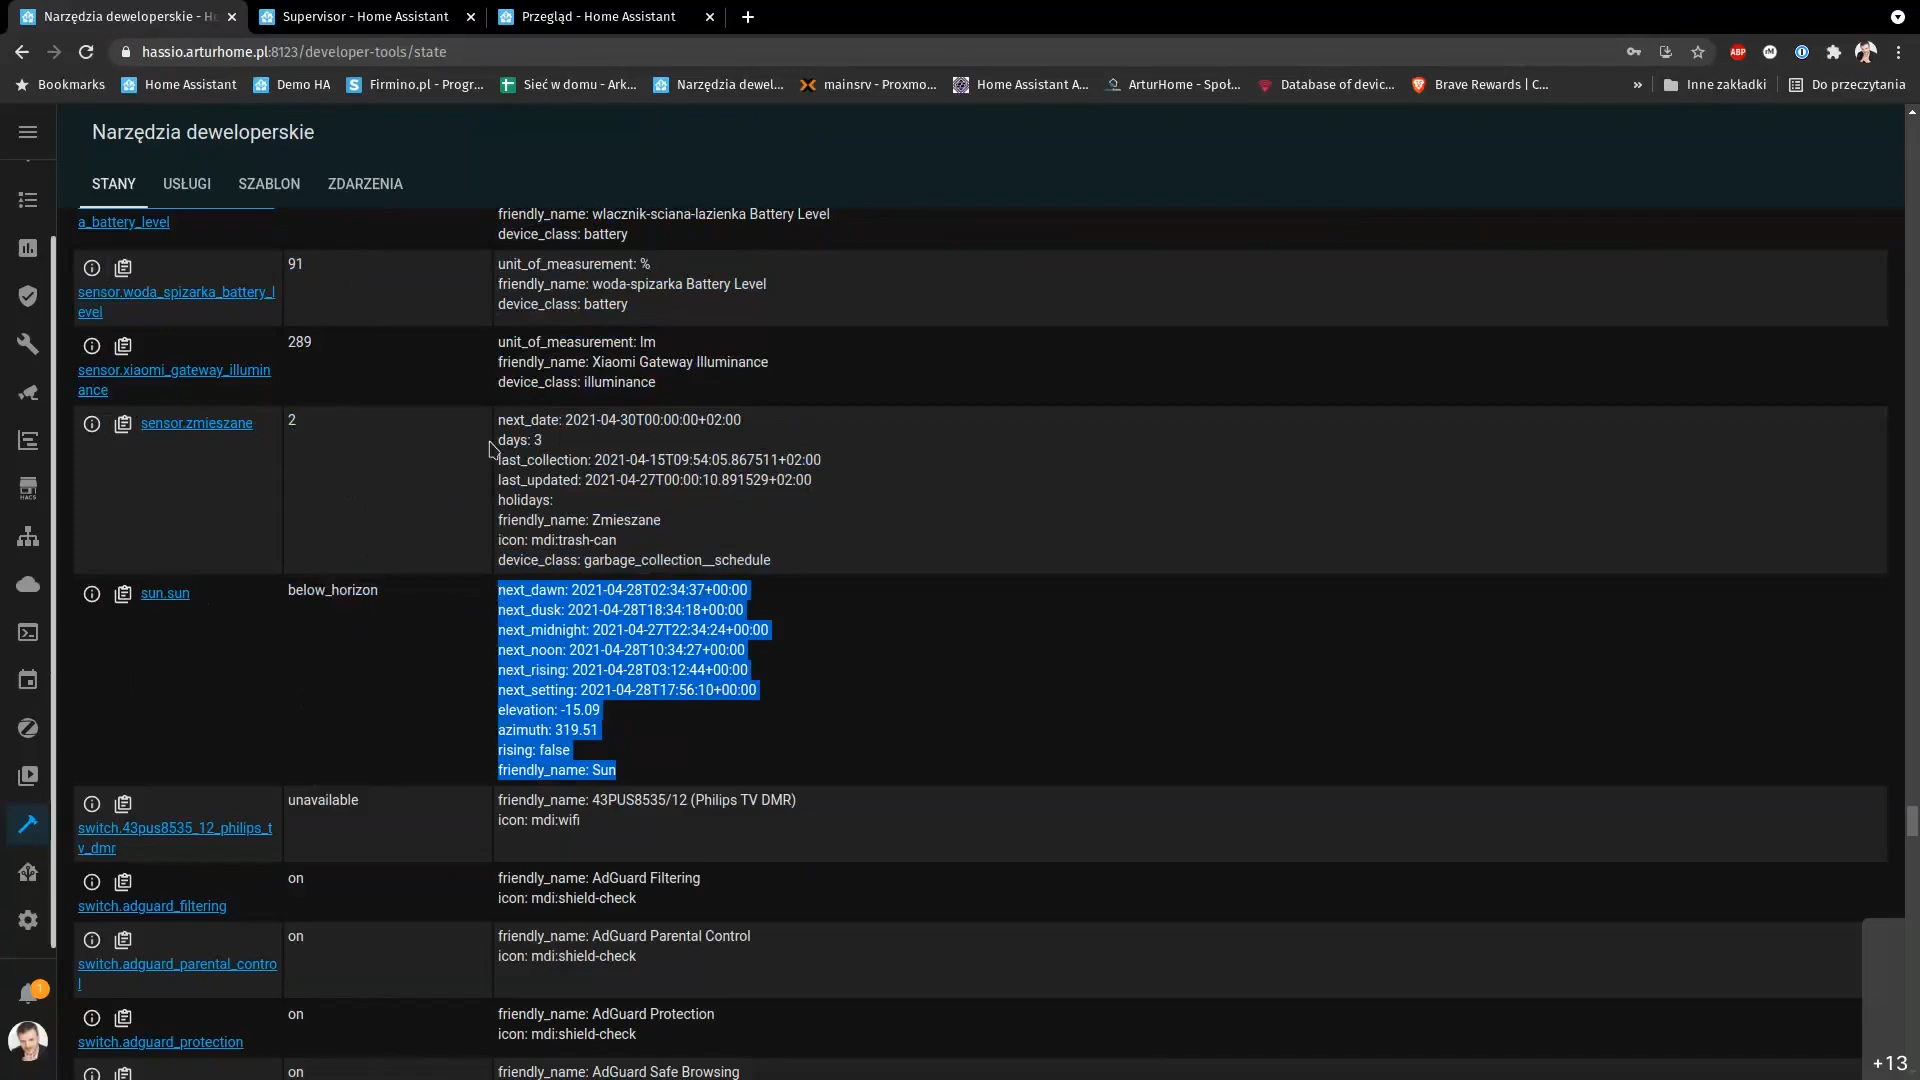 Narzędzia deweloperskie - H
Supervisor - Home Assistant
Przegląd - Home Assistant
hassio.arturhome.pl:8123/developer-tools/state
Bookmarks
Home Assistant
Demo HA
Firmino.pl - Progr...
Sieć w domu - Ark...
Narzędzia dewel...
mainsrv - Proxmo...
Home Assistant A...
ArturHome - Społ...
Database of devic...
Brave Rewards | C...
»
Inne zakładki
Do przeczytania
ABP
Narzędzia deweloperskie
STANY
USŁUGI
SZABLON
ZDARZENIA
a_battery_level
friendly_name: wlacznik-sciana-lazienka Battery Level
device_class: battery
sensor.woda_spizarka_battery_l
evel
91
unit_of_measurement: %
friendly_name: woda-spizarka Battery Level
device_class: battery
sensor.xiaomi_gateway_illumin
ance
289
unit_of_measurement: lm
friendly_name: Xiaomi Gateway Illuminance
device_class: illuminance
sensor.zmieszane
2
next_date: 2021-04-30T00:00:00+02:00
days: 3
last_collection: 2021-04-15T09:54:05.867511+02:00
last_updated: 2021-04-27T00:00:10.891529+02:00
holidays:
friendly_name: Zmieszane
icon: mdi:trash-can
device_class: garbage_collection__schedule
sun.sun
below_horizon
next_dawn: 2021-04-28T02:34:37+00:00
next_dusk: 2021-04-28T18:34:18+00:00
next_midnight: 2021-04-27T22:34:24+00:00
next_noon: 2021-04-28T10:34:27+00:00
next_rising: 2021-04-28T03:12:44+00:00
next_setting: 2021-04-28T17:56:10+00:00
elevation: -15.09
azimuth: 319.51
rising: false
friendly_name: Sun
switch.43pus8535_12_philips_t
v_dmr
unavailable
friendly_name: 43PUS8535/12 (Philips TV DMR)
icon: mdi:wifi
switch.adguard_filtering
on
friendly_name: AdGuard Filtering
icon: mdi:shield-check
switch.adguard_parental_contro
l
on
friendly_name: AdGuard Parental Control
icon: mdi:shield-check
switch.adguard_protection
on
friendly_name: AdGuard Protection
icon: mdi:shield-check
on
friendly_name: AdGuard Safe Browsing
HACS
1
+13